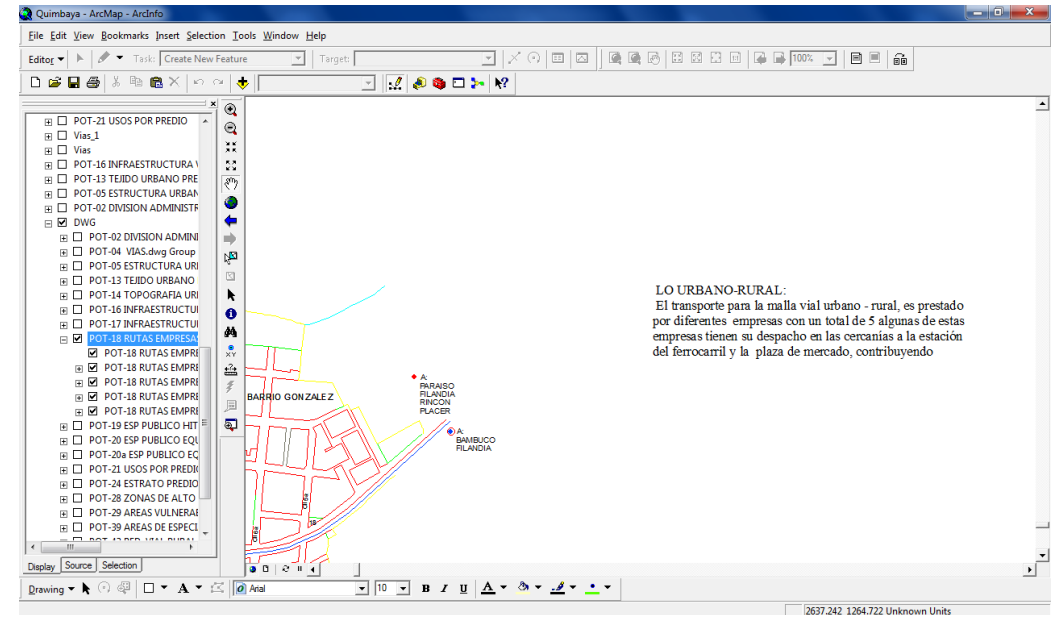 Quimbaya - ArcMap - ArcInfo
File Edit View Bookmarks Insert Selection Tools Window Help
Editor Task: Create New Feature Target: 100%
POT-21 USOS POR PREDIO
Vias_1
Vias
POT-16 INFRAESTRUCTURA V
POT-13 TEJIDO URBANO PRE
POT-05 ESTRUCTURA URBAN
POT-02 DIVISION ADMINISTR
DWG
POT-02 DIVISION ADMINI
POT-04 VIAS.dwg Group
POT-05 ESTRUCTURA URI
POT-13 TEJIDO URBANO
POT-14 TOPOGRAFIA URI
POT-16 INFRAESTRUCTUI
POT-17 INFRAESTRUCTUI
POT-18 RUTAS EMPRESA
POT-18 RUTAS EMPRE
POT-18 RUTAS EMPRE
POT-18 RUTAS EMPRE
POT-18 RUTAS EMPRE
POT-18 RUTAS EMPRE
POT-19 ESP PUBLICO HIT
POT-20 ESP PUBLICO EQU
POT-20a ESP PUBLICO EQ
POT-21 USOS POR PREDIO
POT-24 ESTRATO PREDIO
POT-28 ZONAS DE ALTO
POT-29 AREAS VULNERAE
POT-39 AREAS DE ESPECI
Display Source Selection
BARRIO GONZALEZ
A:
PARAISO
FILANDIA
RINCON
PLACER
A:
BAMBUCO
FILANDIA
18
LO URBANO-RURAL:
El transporte para la malla vial urbano - rural, es prestado
por diferentes empresas con un total de 5 algunas de estas
empresas tienen su despacho en las cercanías a la estación
del ferrocarril y la plaza de mercado, contribuyendo
Drawing A Arial 10 B I U A
2637.242 1264.722 Unknown Units